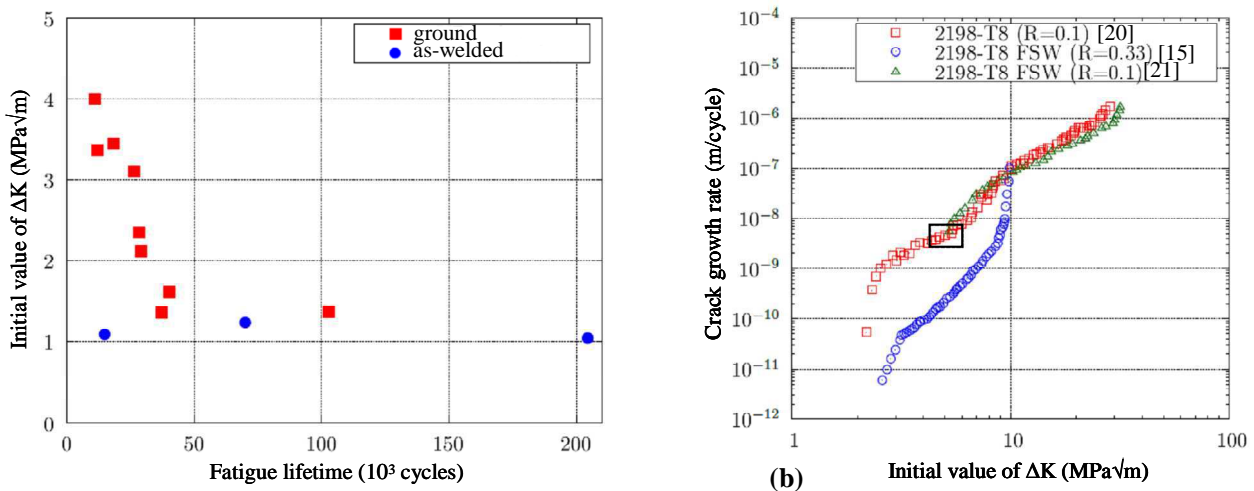 5
4
3
2
1
0
Initial value of ΔK (MPa√m)
ground
as-welded
0
50
100
150
200
Fatigue lifetime (10³ cycles)
10⁻⁴
10⁻⁵
10⁻⁶
10⁻⁷
10⁻⁸
10⁻⁹
10⁻¹⁰
10⁻¹¹
10⁻¹²
Crack growth rate (m/cycle)
2198-T8 (R=0.1) [20]
2198-T8 FSW (R=0.33) [15]
2198-T8 FSW (R=0.1)[21]
1
10
100
(b)
Initial value of ΔK (MPa√m)